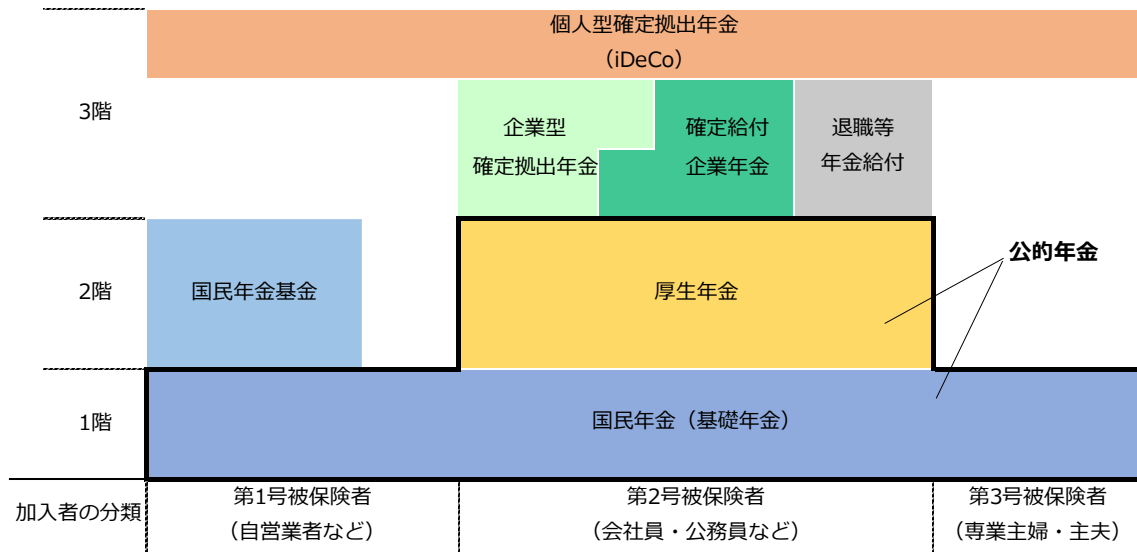 個人型確定拠出年金
（iDeCo）
3階
企業型
確定拠出年金
確定給付
企業年金
退職等
年金給付
公的年金
2階
国民年金基金
厚生年金
1階
国民年金（基礎年金）
加入者の分類
第1号被保険者
（自営業者など）
第2号被保険者
（会社員・公務員など）
第3号被保険者
（専業主婦・主夫）